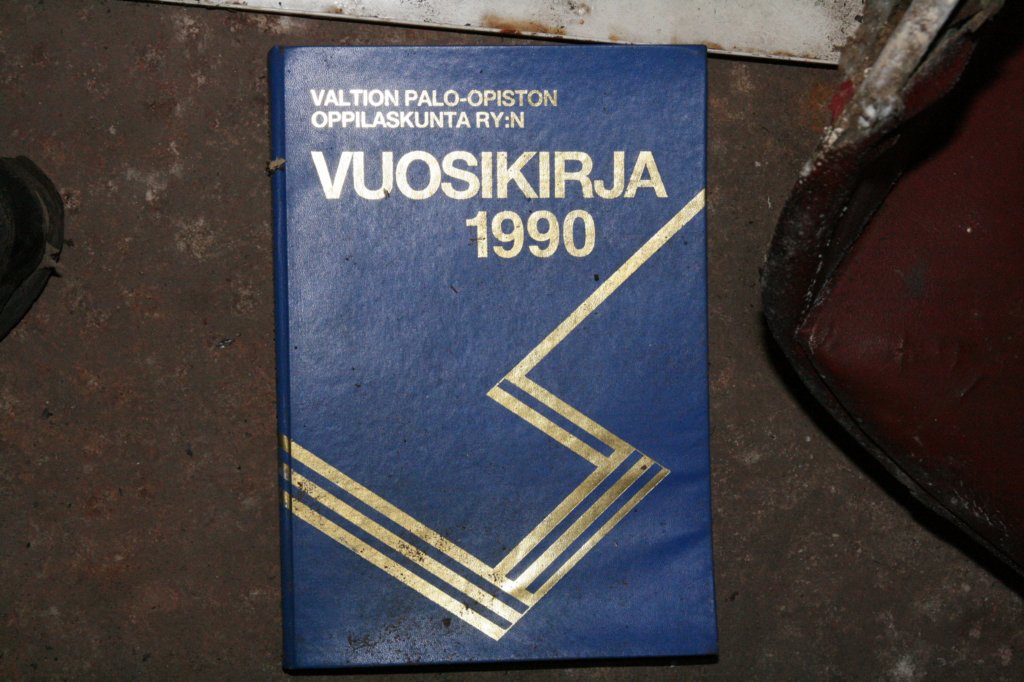 VALTION PALO-OPISTON
OPPILASKUNTA RY:N
VUOSIKIRJA
1990